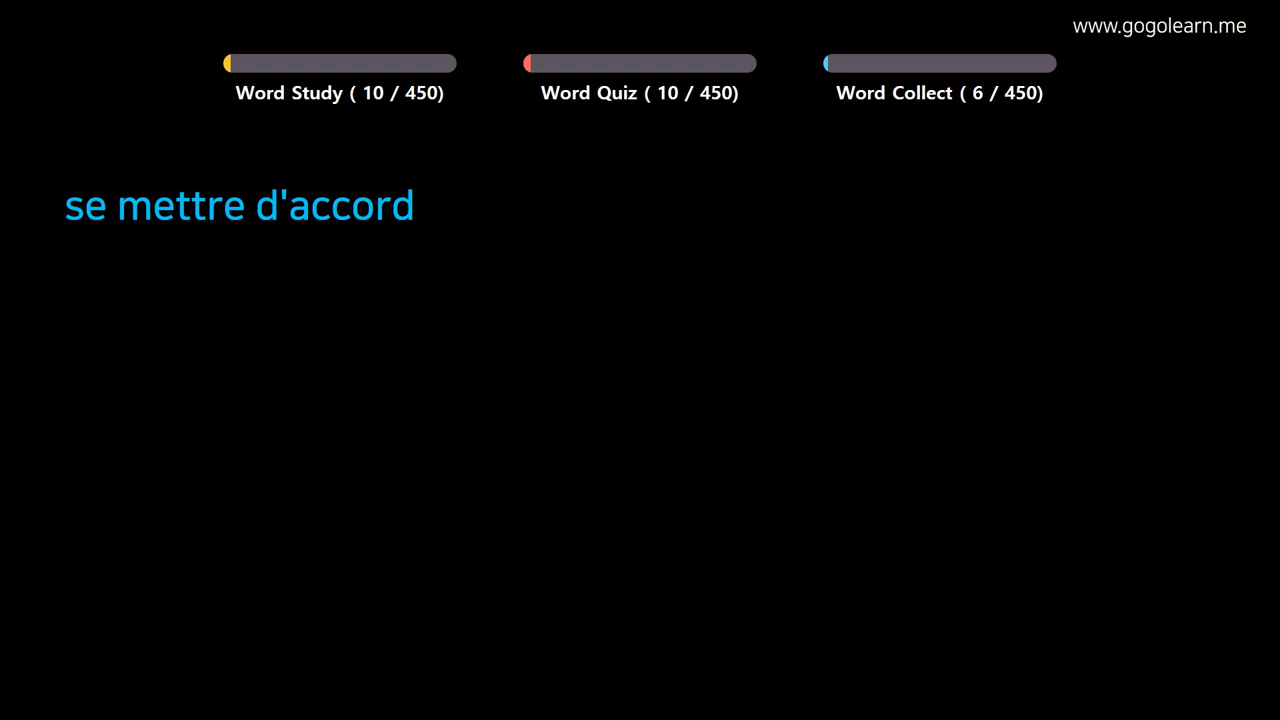 www.gogolearn.me
Word Study ( 10 / 450)
Word Quiz ( 10 / 450)
Word Collect ( 6 / 450)
se mettre d'accord